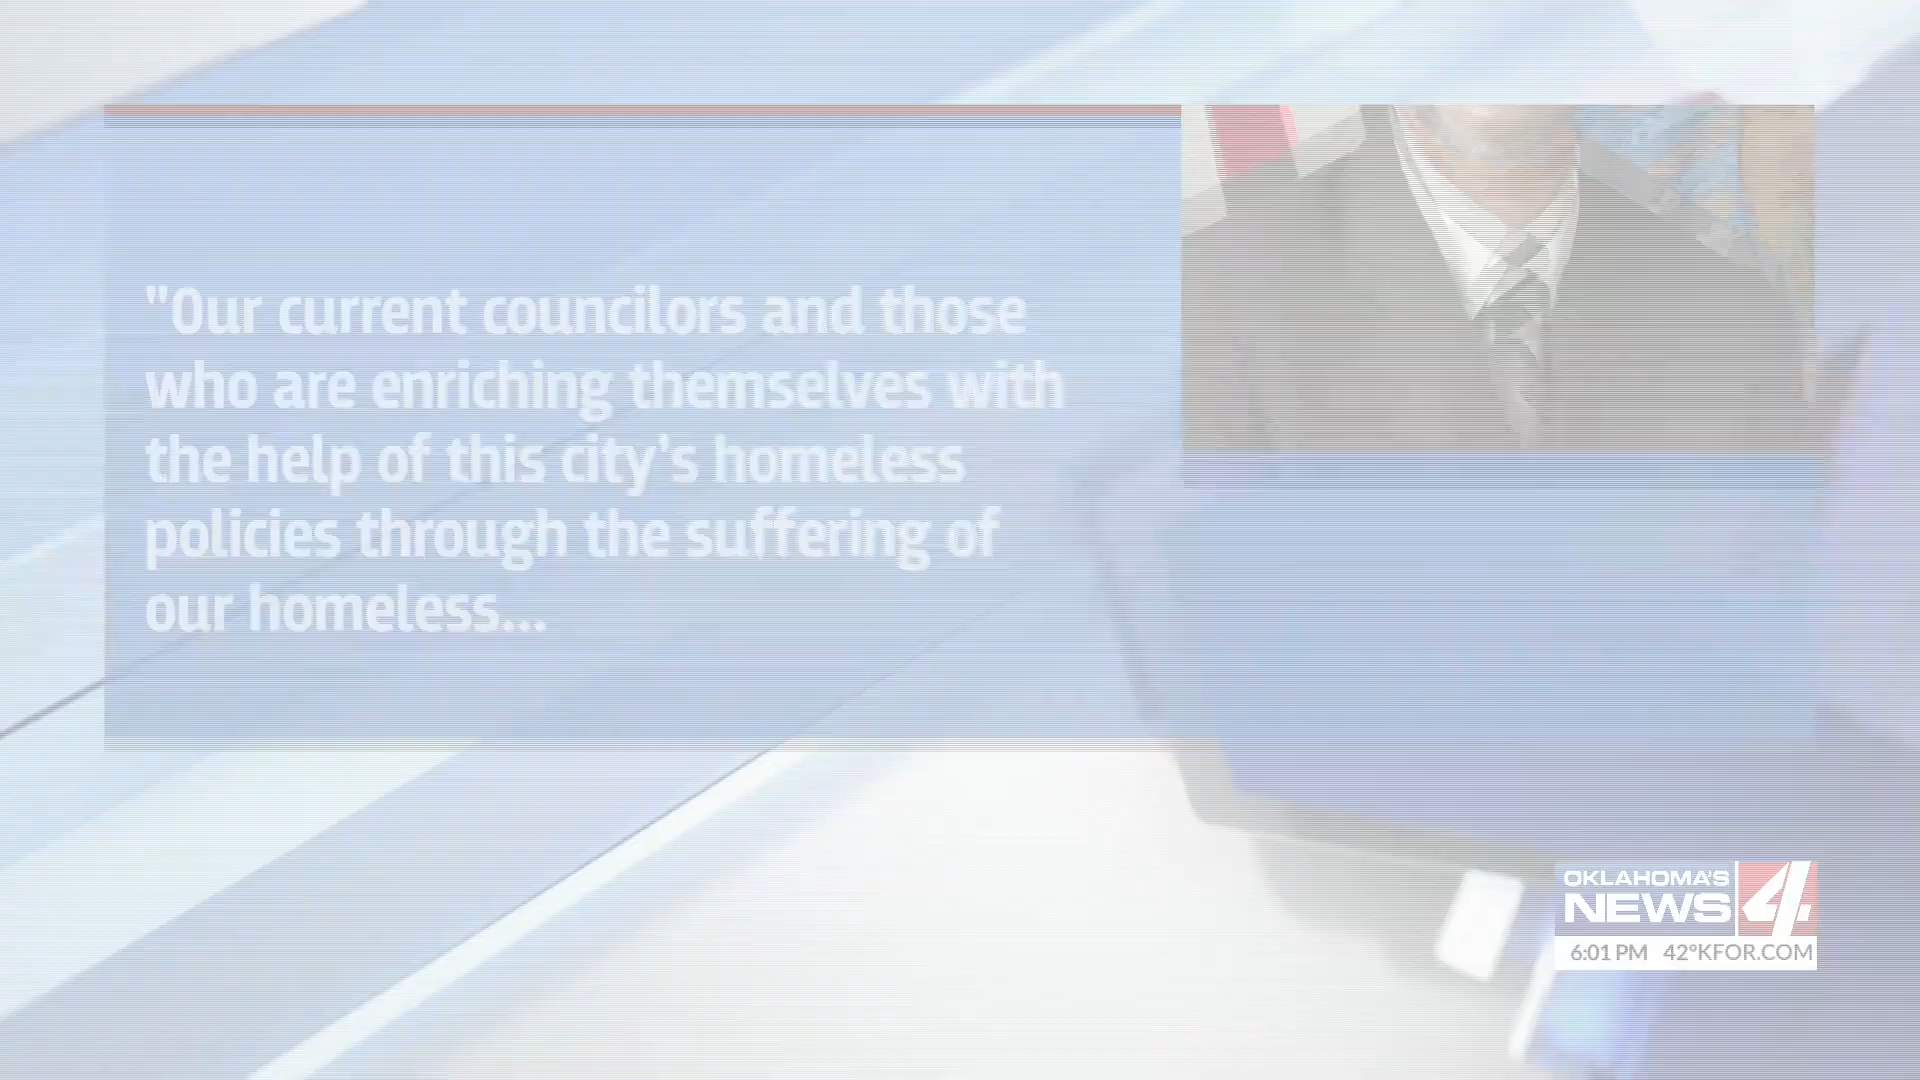 "Our current councilors and those
who are enriching themselves with
the help of this city's homeless
policies through the suffering of
our homeless...
OKLAHOMA'S
NEWS 4
6:01 PM 42° KFOR.COM